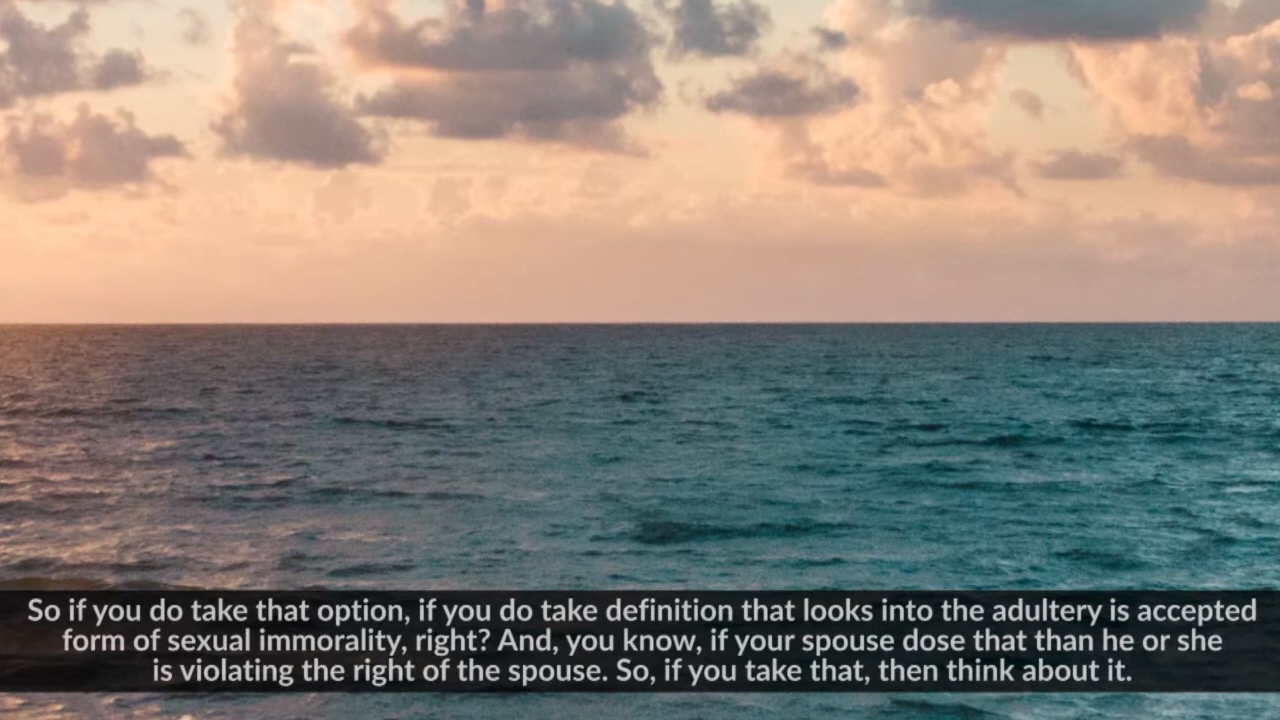 So if you do take that option, if you do take definition that looks into the adultery is accepted
form of sexual immorality, right? And, you know, if your spouse dose that than he or she
is violating the right of the spouse. So, if you take that, then think about it.